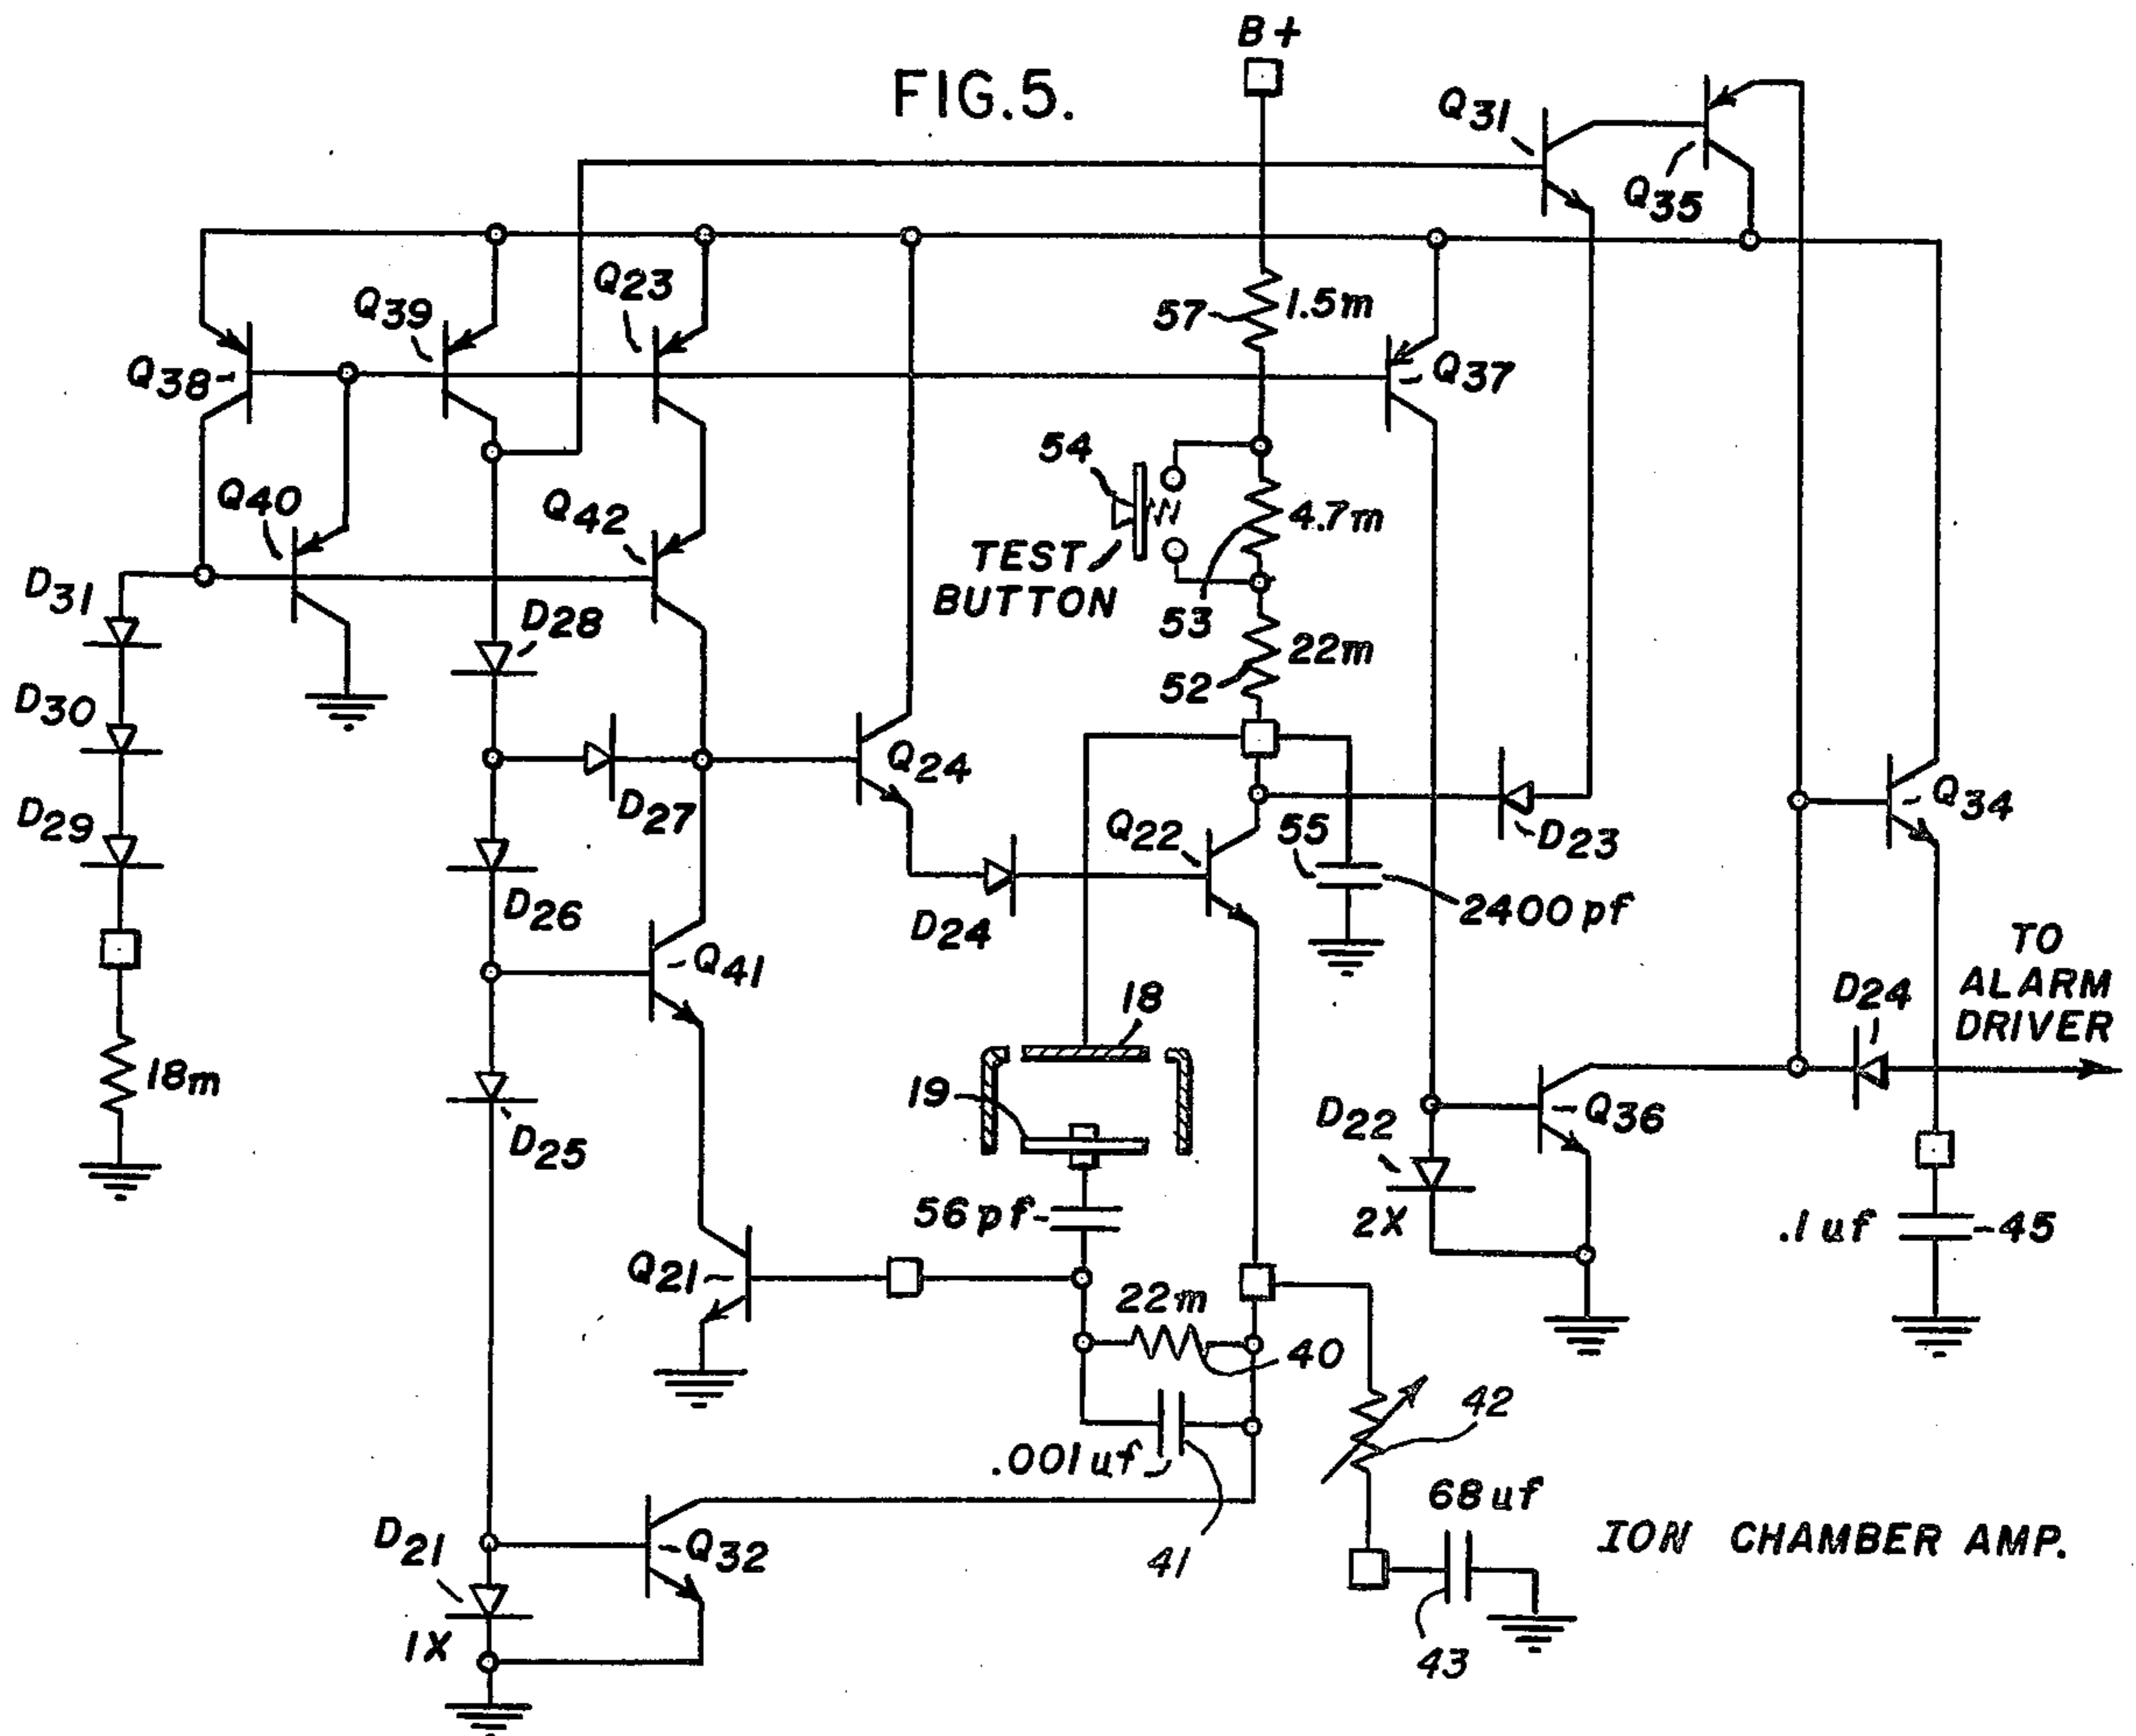 B+
FIG.5.
Q31
Q35
57
1.5m
Q39
Q23
Q38
Q37
54
4.7m
Q40
Q42
TEST
BUTTON
53
D31
D28
22m
52
D30
Q24
D27
Q22
55
D23
Q34
D29
D26
D24
2400pf
Q41
TO
ALARM
DRIVER
D24
18
18m
19
D22
Q36
D25
56pf
2X
.1uf
45
Q21
22m
40
42
.001uf
68uf
D21
Q32
41
ION CHAMBER AMP.
1X
43